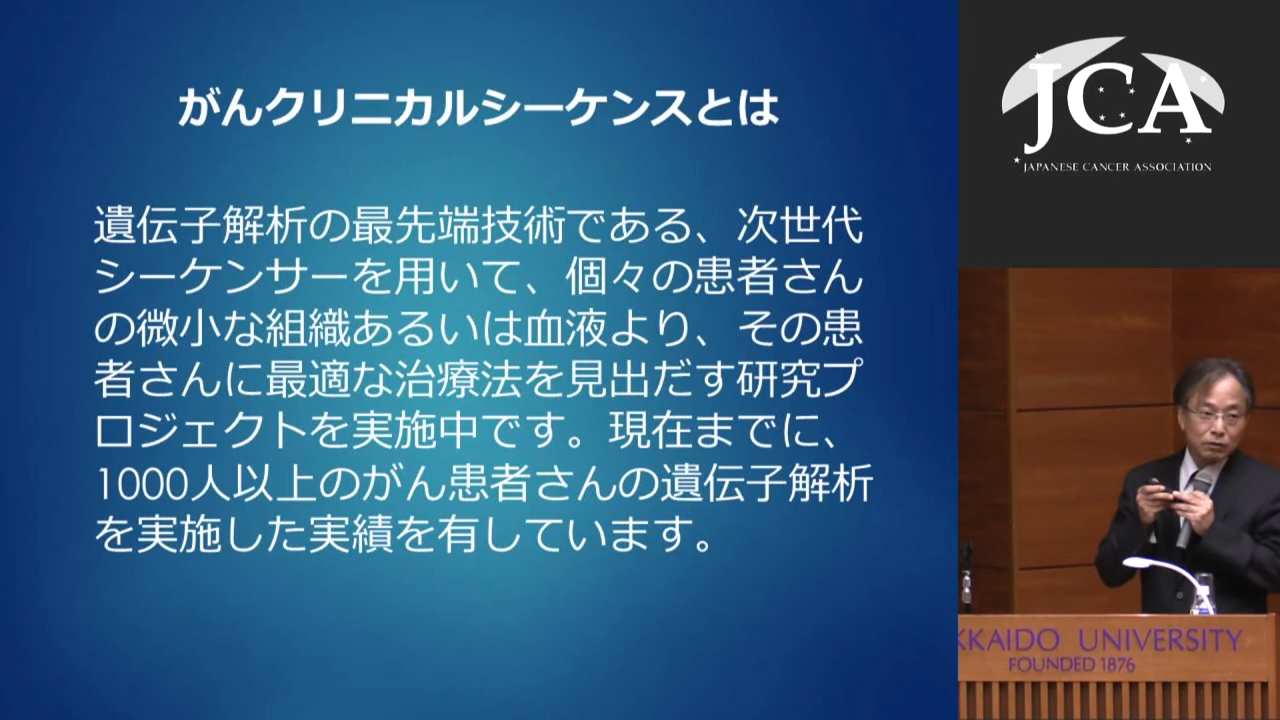 がんクリニカルシーケンスとは
遺伝子解析の最先端技術である、次世代
シーケンサーを用いて、個々の患者さん
の微小な組織あるいは血液より、その患
者さんに最適な治療法を見出だす研究プ
ロジェクトを実施中です。現在までに、
1000人以上のがん患者さんの遺伝子解析
を実施した実績を有しています。
JCA
JAPANESE CANCER ASSOCIATION
KKAIDO UNIVERSITY
FOUNDED 1876